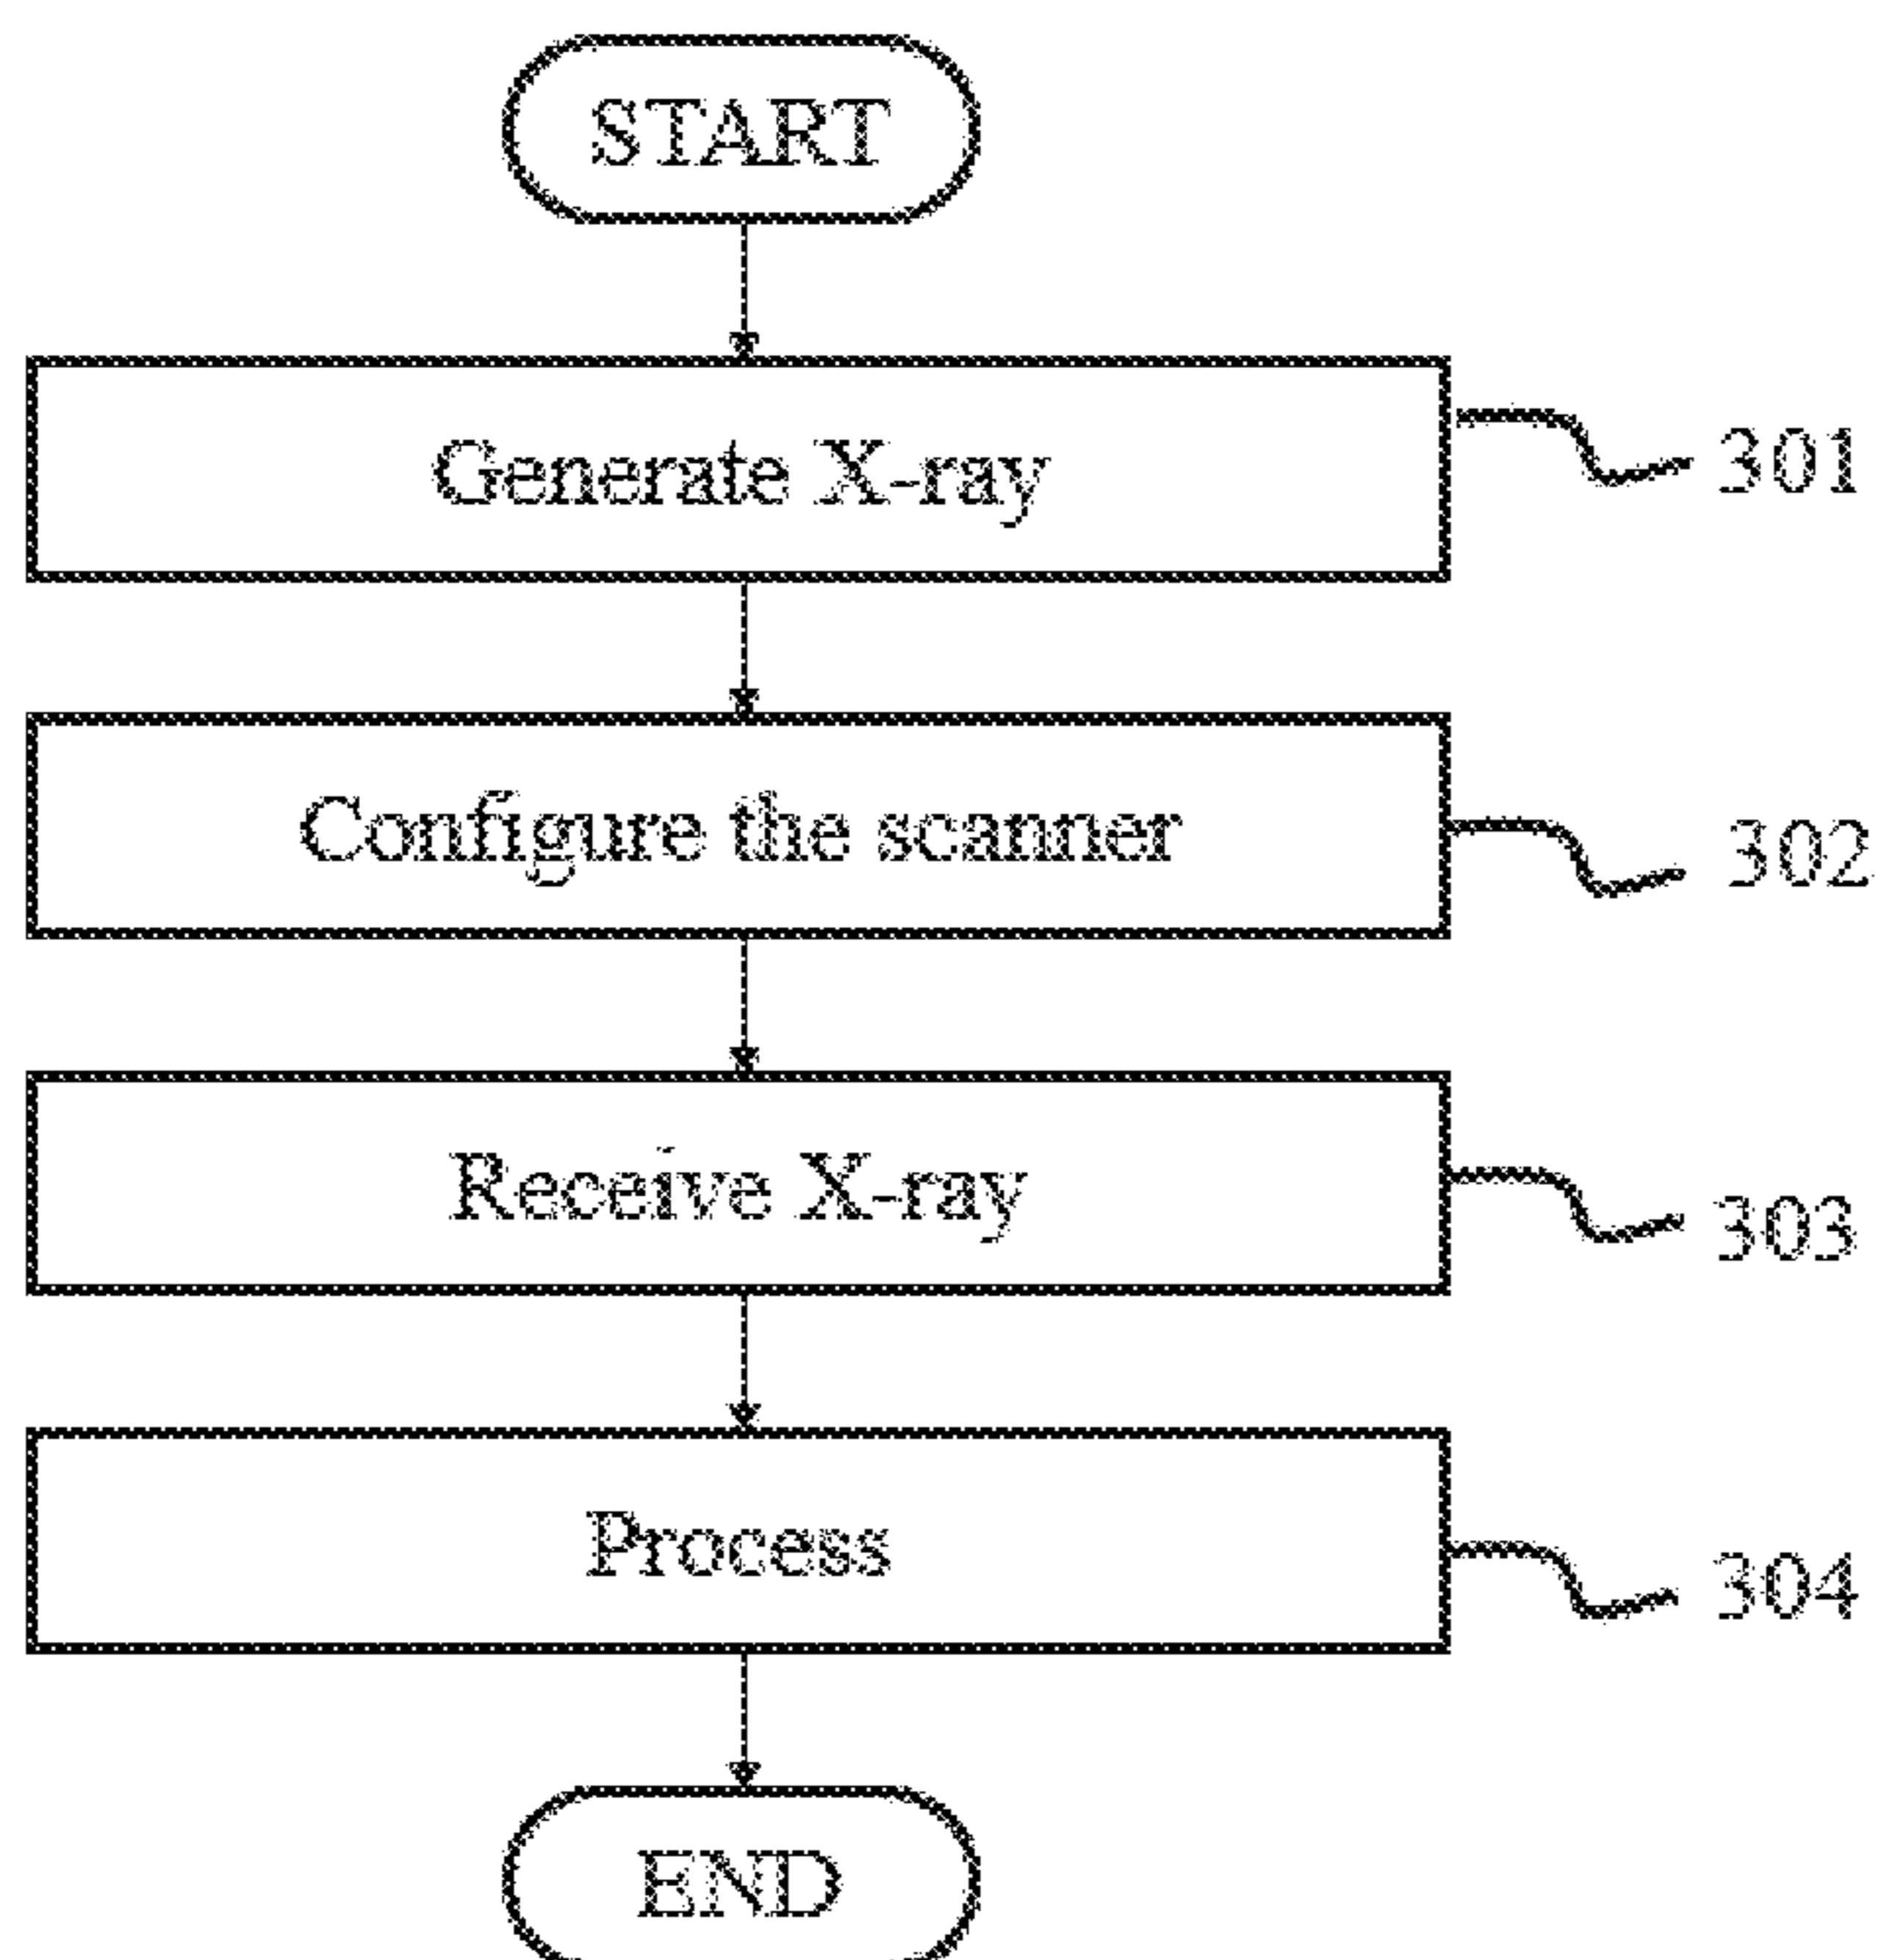 START
Generate X-ray
301
Configure the scanner
302
Receive X-ray
303
Process
304
END